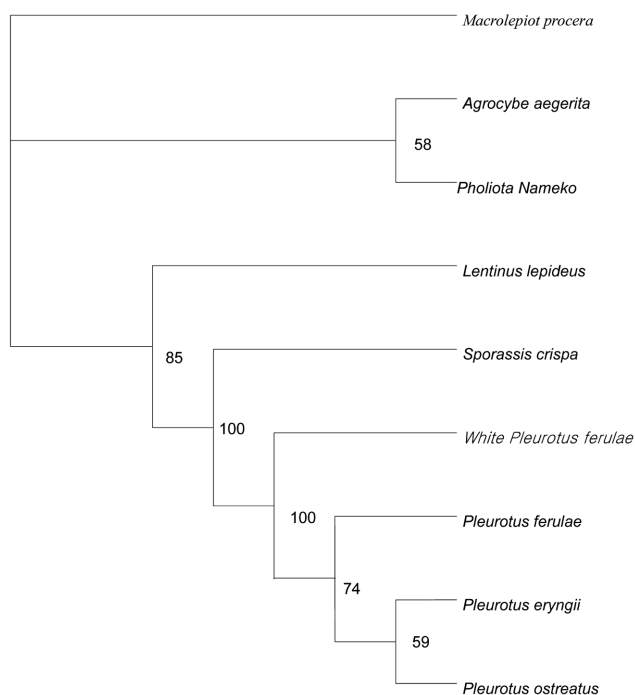 Macrolepiot procera
Agrocybe aegerita
58
Pholiota Nameko
Lentinus lepideus
85
Sporassis crispa
100
White Pleurotus ferulae
100
Pleurotus ferulae
74
Pleurotus eryngii
59
Pleurotus ostreatus